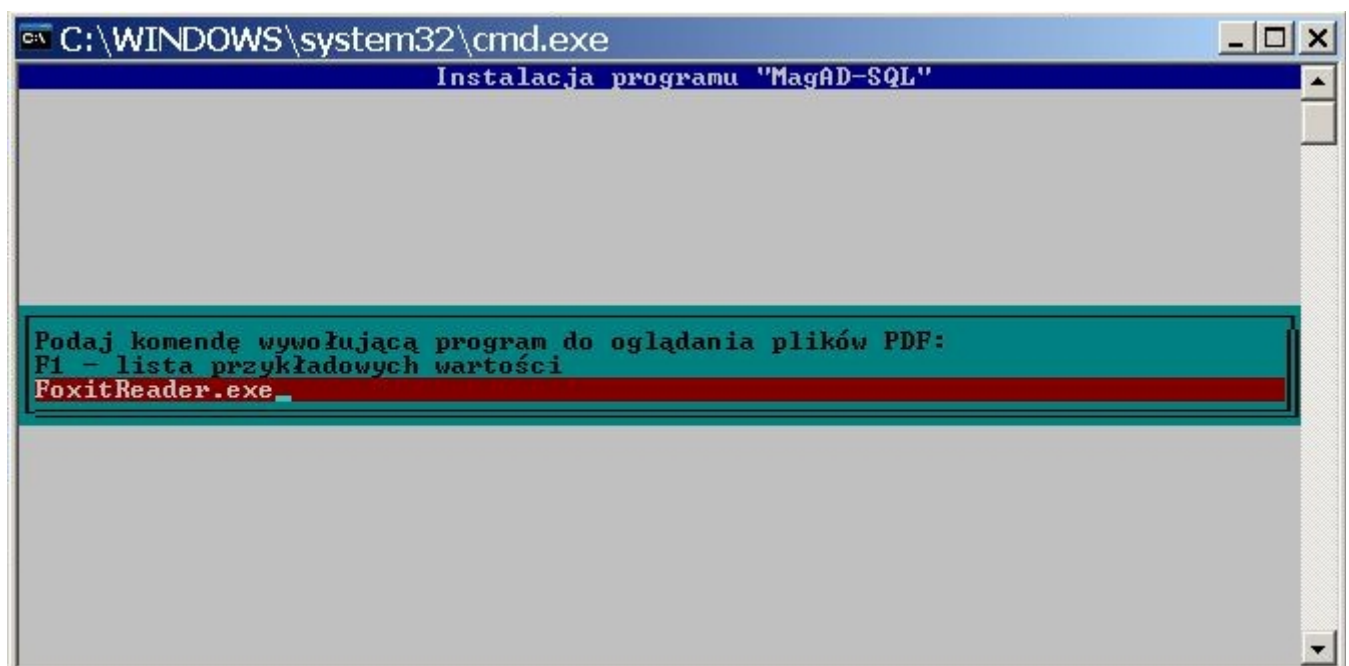 C:\WINDOWS\system32\cmd.exe
Instalacja programu "MagAD-SQL"
Podaj komendę wywołującą program do oglądania plików PDF:
F1 - lista przykładowych wartości
FoxitReader.exe_